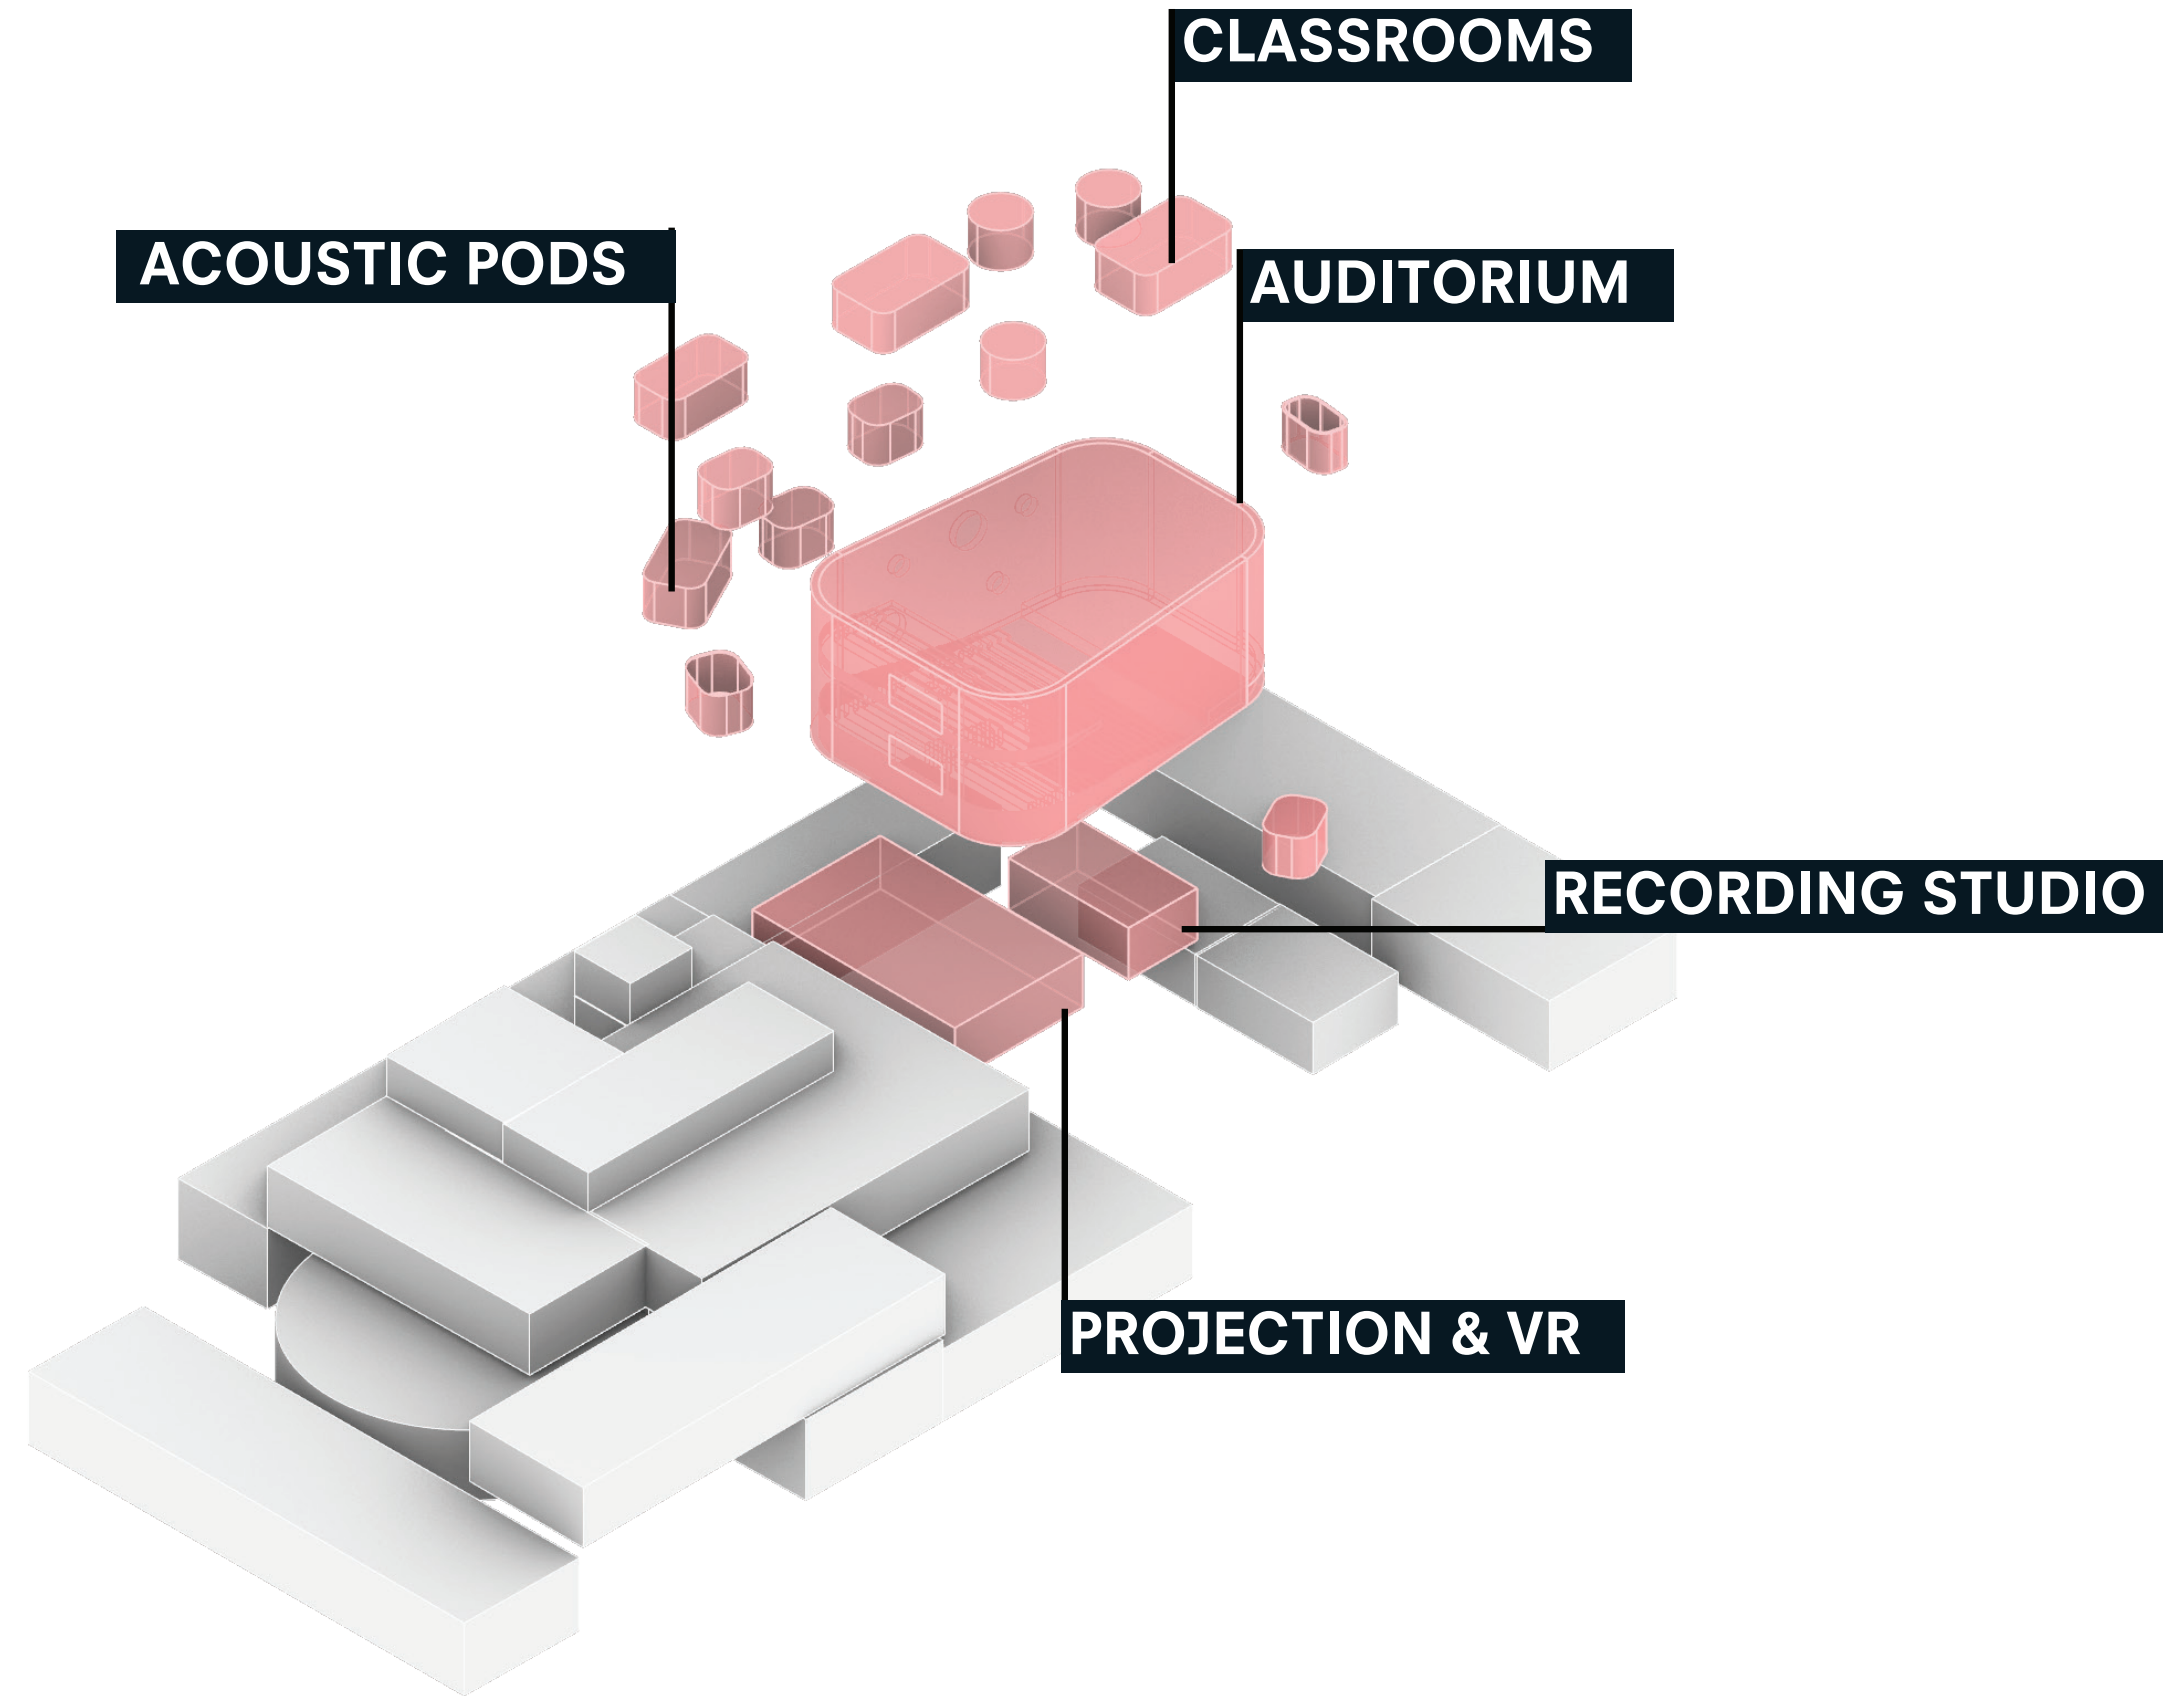 CLASSROOMS
ACOUSTIC PODS
AUDITORIUM
RECORDING STUDIO
PROJECTION & VR